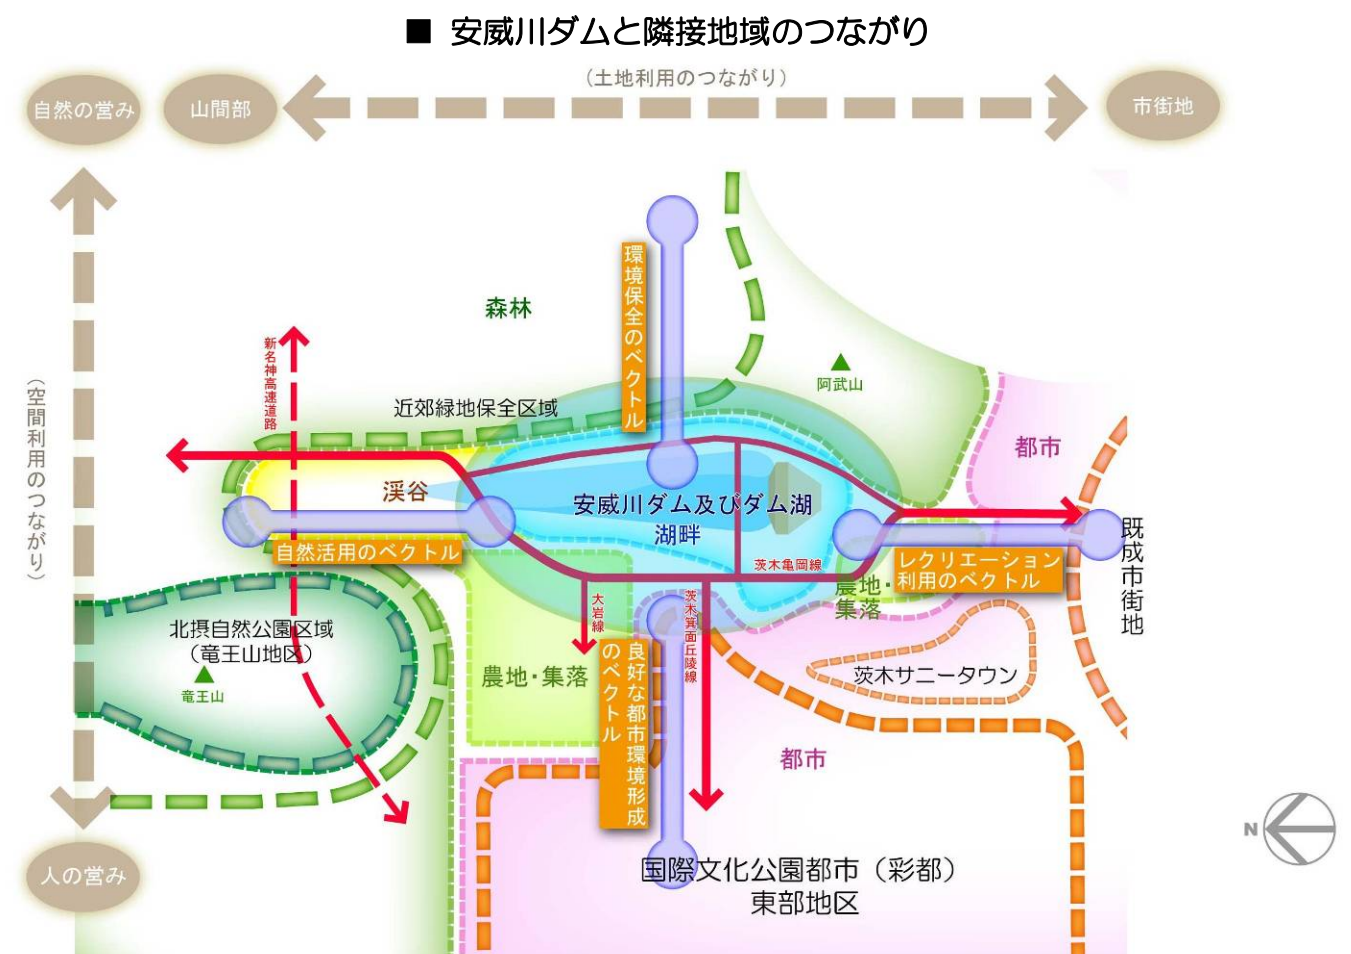 ■ 安威川ダムと隣接地域のつながり
（土地利用のつながり）
自然の営み
山間部
市街地
環境保全のベクトル
森林
新名神高速道路
阿武山
（空間利用のつながり）
近郊緑地保全区域
都市
渓谷
安威川ダム及びダム湖
湖畔
既成市街地
自然活用のベクトル
茨木亀岡線
レクリエーション
利用のベクトル
農地・
集落
大岩線
茨木箕面丘陵線
北摂自然公園区域
（竜王山地区）
竜王山
農地・集落
良好な都市環境形成
のベクトル
茨木サニータウン
都市
N
人の営み
国際文化公園都市（彩都）
東部地区